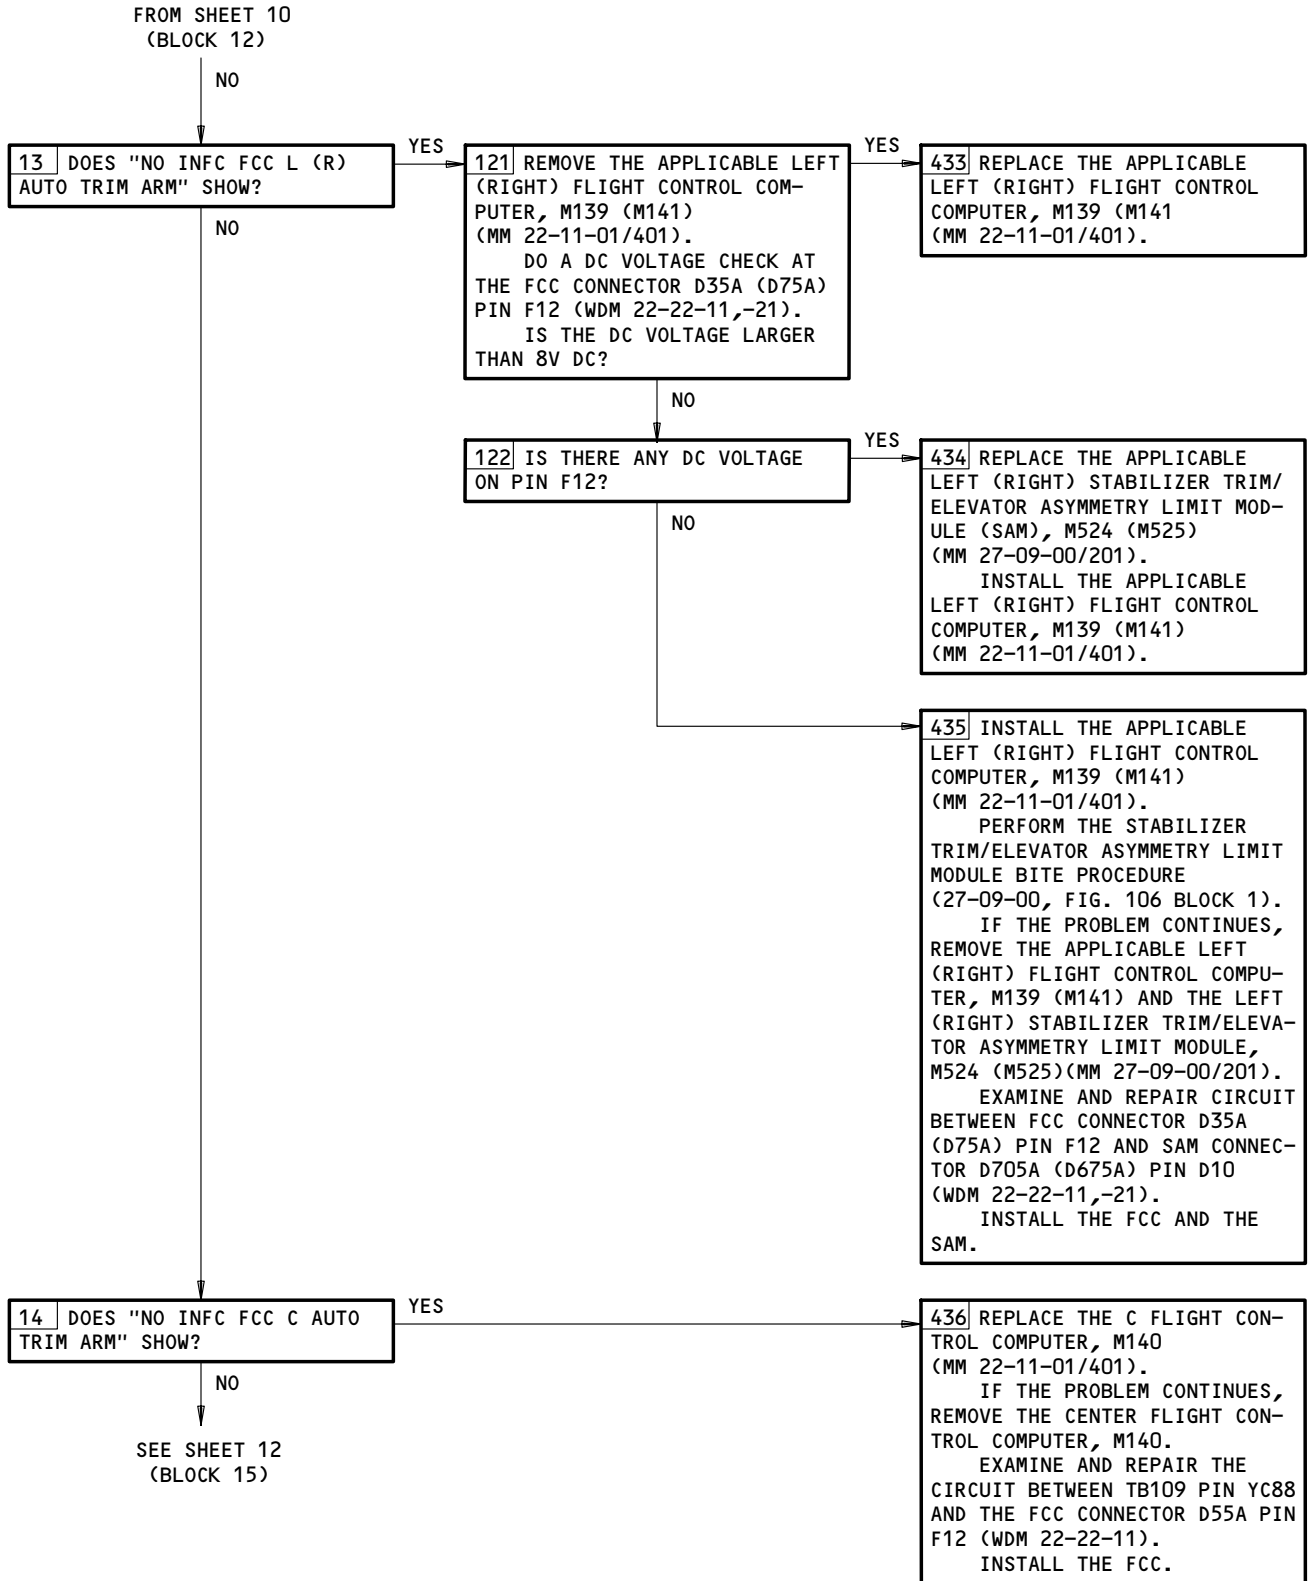 FROM SHEET 10
(BLOCK 12)
NO
13 DOES "NO INFC FCC L (R)
AUTO TRIM ARM" SHOW?
YES
NO
121 REMOVE THE APPLICABLE LEFT
(RIGHT) FLIGHT CONTROL COM-
PUTER, M139 (M141)
(MM 22-11-01/401).
DO A DC VOLTAGE CHECK AT
THE FCC CONNECTOR D35A (D75A)
PIN F12 (WDM 22-22-11,-21).
IS THE DC VOLTAGE LARGER
THAN 8V DC?
YES
NO
433 REPLACE THE APPLICABLE
LEFT (RIGHT) FLIGHT CONTROL
COMPUTER, M139 (M141
(MM 22-11-01/401).
122 IS THERE ANY DC VOLTAGE
ON PIN F12?
YES
NO
434 REPLACE THE APPLICABLE
LEFT (RIGHT) STABILIZER TRIM/
ELEVATOR ASYMMETRY LIMIT MOD-
ULE (SAM), M524 (M525)
(MM 27-09-00/201).
INSTALL THE APPLICABLE
LEFT (RIGHT) FLIGHT CONTROL
COMPUTER, M139 (M141)
(MM 22-11-01/401).
435 INSTALL THE APPLICABLE
LEFT (RIGHT) FLIGHT CONTROL
COMPUTER, M139 (M141)
(MM 22-11-01/401).
PERFORM THE STABILIZER
TRIM/ELEVATOR ASYMMETRY LIMIT
MODULE BITE PROCEDURE
(27-09-00, FIG. 106 BLOCK 1).
IF THE PROBLEM CONTINUES,
REMOVE THE APPLICABLE LEFT
(RIGHT) FLIGHT CONTROL COMPU-
TER, M139 (M141) AND THE LEFT
(RIGHT) STABILIZER TRIM/ELEVA-
TOR ASYMMETRY LIMIT MODULE,
M524 (M525)(MM 27-09-00/201).
EXAMINE AND REPAIR CIRCUIT
BETWEEN FCC CONNECTOR D35A
(D75A) PIN F12 AND SAM CONNEC-
TOR D705A (D675A) PIN D10
(WDM 22-22-11,-21).
INSTALL THE FCC AND THE
SAM.
14 DOES "NO INFC FCC C AUTO
TRIM ARM" SHOW?
YES
NO
SEE SHEET 12
(BLOCK 15)
436 REPLACE THE C FLIGHT CON-
TROL COMPUTER, M140
(MM 22-11-01/401).
IF THE PROBLEM CONTINUES,
REMOVE THE CENTER FLIGHT CON-
TROL COMPUTER, M140.
EXAMINE AND REPAIR THE
CIRCUIT BETWEEN TB109 PIN YC88
AND THE FCC CONNECTOR D55A PIN
F12 (WDM 22-22-11).
INSTALL THE FCC.